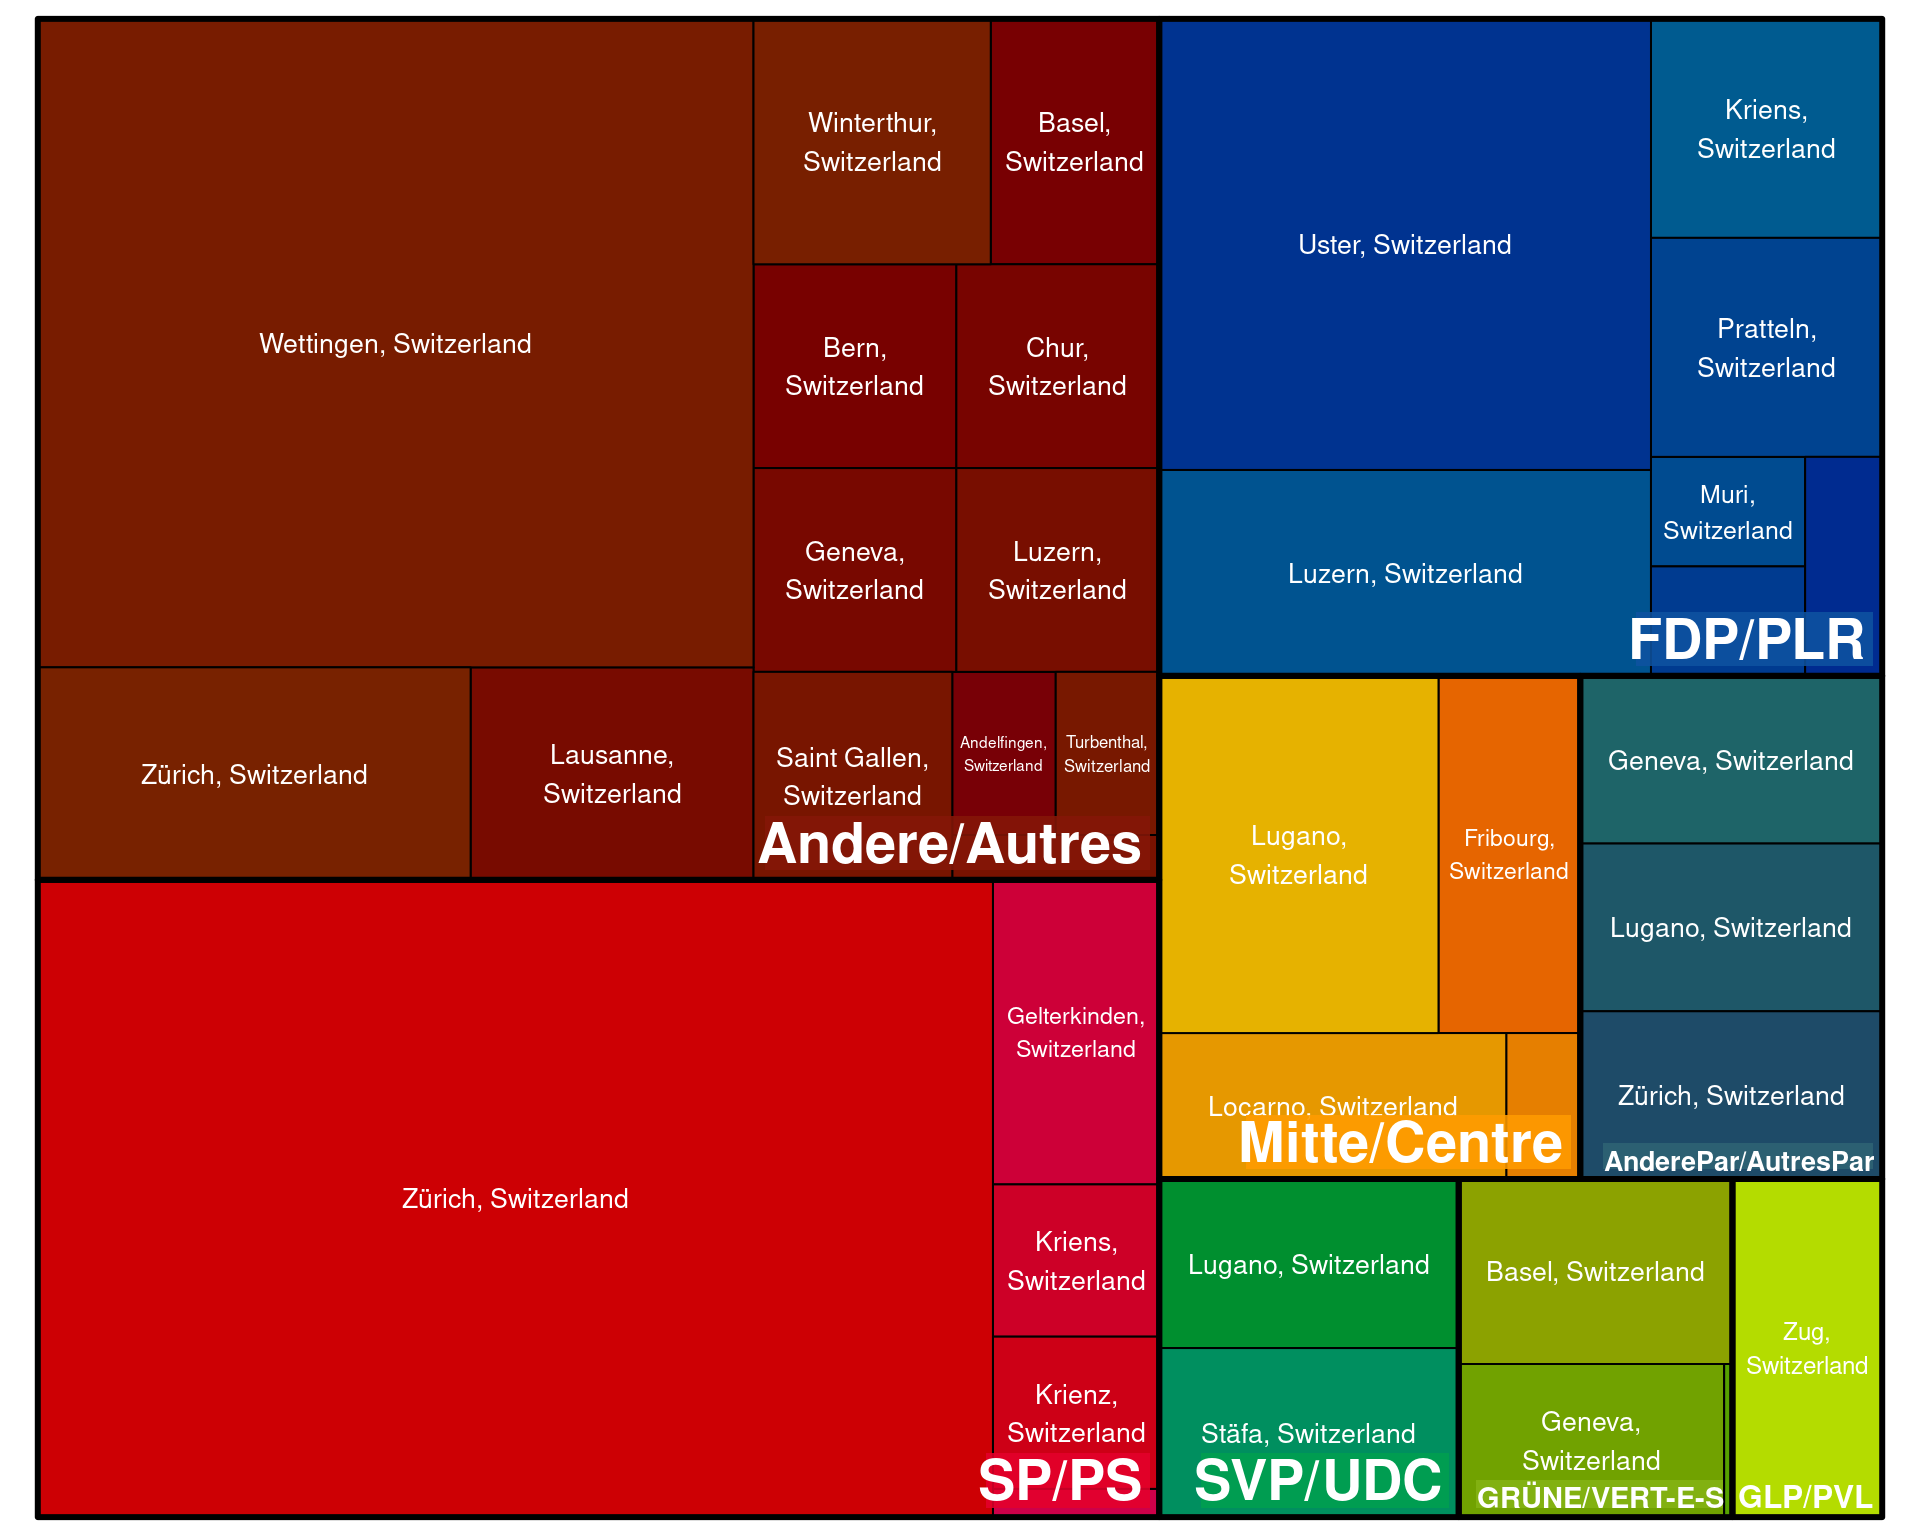 Wettingen, Switzerland
Winterthur,
Switzerland
Basel,
Switzerland
Bern,
Switzerland
Chur,
Switzerland
Geneva,
Switzerland
Luzern,
Switzerland
Zürich, Switzerland
Lausanne,
Switzerland
Saint Gallen,
Switzerland
Andelfingen,
Switzerland
Turbenthal,
Switzerland
Andere/Autres
Uster, Switzerland
Kriens,
Switzerland
Pratteln,
Switzerland
Luzern, Switzerland
Muri,
Switzerland
FDP/PLR
Zürich, Switzerland
Gelterkinden,
Switzerland
Kriens,
Switzerland
Krienz,
Switzerland
SP/PS
Lugano,
Switzerland
Fribourg,
Switzerland
Locarno, Switzerland
Mitte/Centre
Geneva, Switzerland
Lugano, Switzerland
Zürich, Switzerland
AnderePar/AutresPar
Lugano, Switzerland
Stäfa, Switzerland
SVP/UDC
Basel, Switzerland
Geneva,
Switzerland
GRÜNE/VERT-E-S
Zug,
Switzerland
GLP/PVL